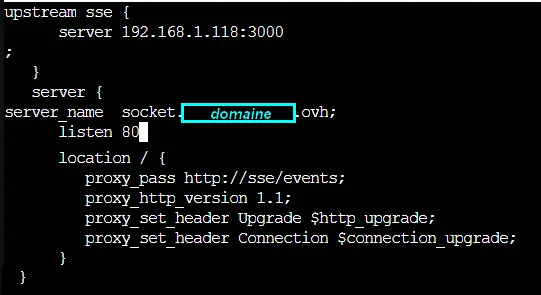 upstream sse {
server 192.168.1.118:3000
;
}
server {
server_name socket.domaine.ovh;
listen 80
location / {
proxy_pass http://sse/events;
proxy_http_version 1.1;
proxy_set_header Upgrade $http_upgrade;
proxy_set_header Connection $connection_upgrade;
}
}